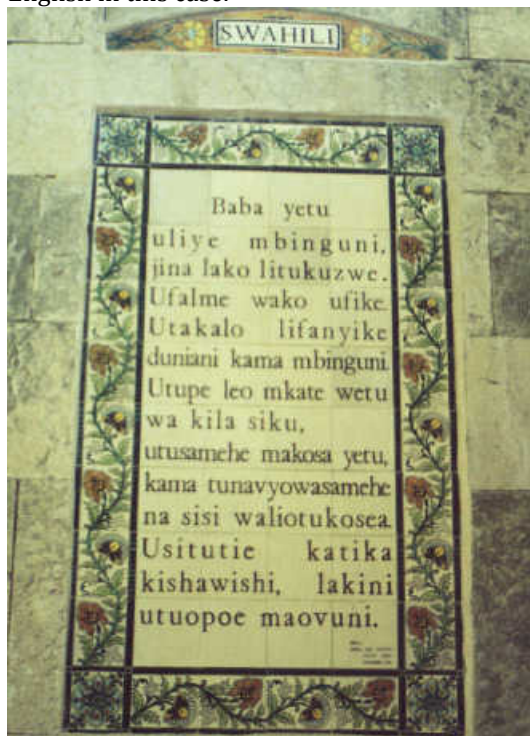 English in this case.
SWAHILI
Baba yetu
uliye mbinguni,
jina lako litukuzwe.
Ufalme wako ufike.
Utakalo lifanyike
duniani kama mbinguni.
Utupe leo mkate wetu
wa kila siku,
utusamehe makosa yetu,
kama tunavyowasamehe
na sisi waliotukosea.
Usitutie katika
kishawishi, lakini
utuopoe maovuni.